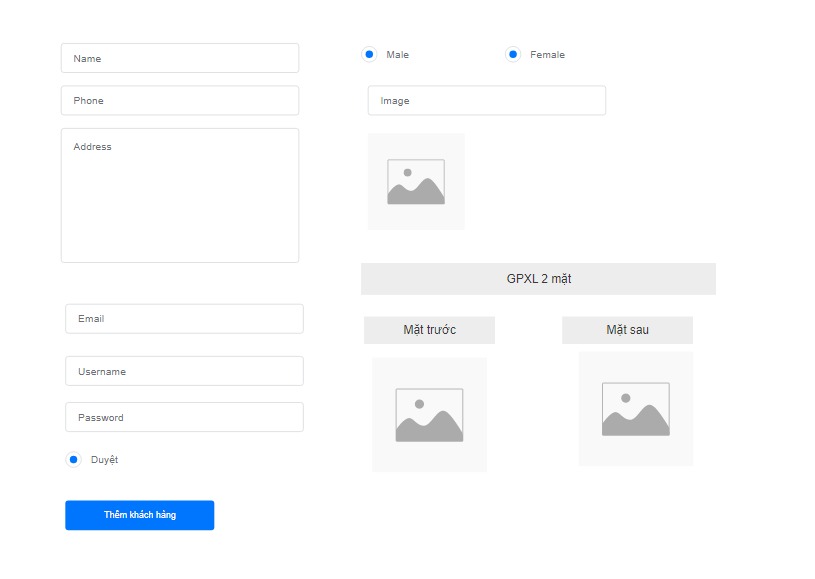 Name
Phone
Address
Email
Username
Password
Duyệt
Thêm khách hàng
Male
Female
Image
GPXL 2 mặt
Mặt trước
Mặt sau